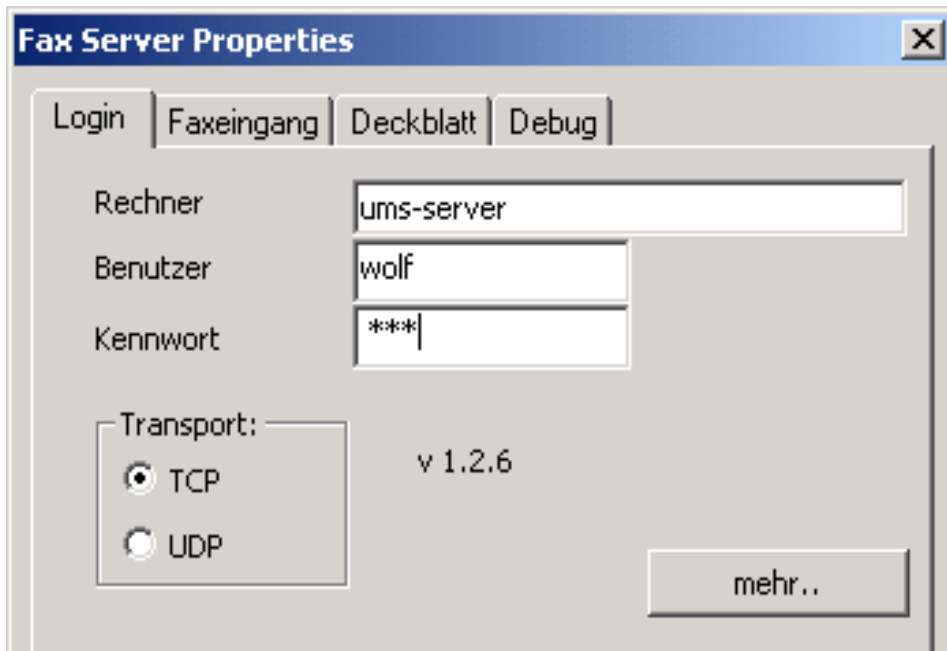 Fax Server Properties
Login Faxeingang Deckblatt Debug
Rechner ums-server
Benutzer wolf
Kennwort ***
Transport:
TCP v 1.2.6
UDP
mehr..